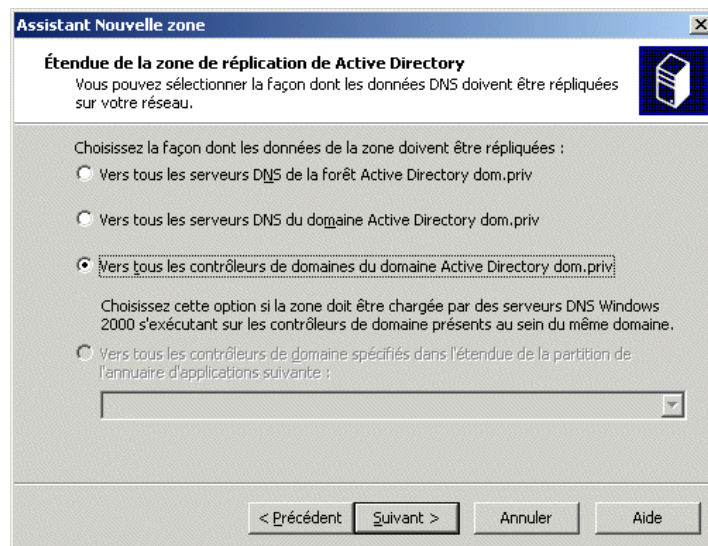 Assistant Nouvelle zone
Étendue de la zone de réplication de Active Directory
Vous pouvez sélectionner la façon dont les données DNS doivent être répliquées
sur votre réseau.
Choisissez la façon dont les données de la zone doivent être répliquées :
Vers tous les serveurs DNS de la forêt Active Directory dom.priv
Vers tous les serveurs DNS du domaine Active Directory dom.priv
Vers tous les contrôleurs de domaines du domaine Active Directory dom.priv
Choisissez cette option si la zone doit être chargée par des serveurs DNS Windows
2000 s'exécutant sur les contrôleurs de domaine présents au sein du même domaine.
Vers tous les contrôleurs de domaine spécifiés dans l'étendue de la partition de
l'annuaire d'applications suivante :
< Précédent
Suivant >
Annuler
Aide